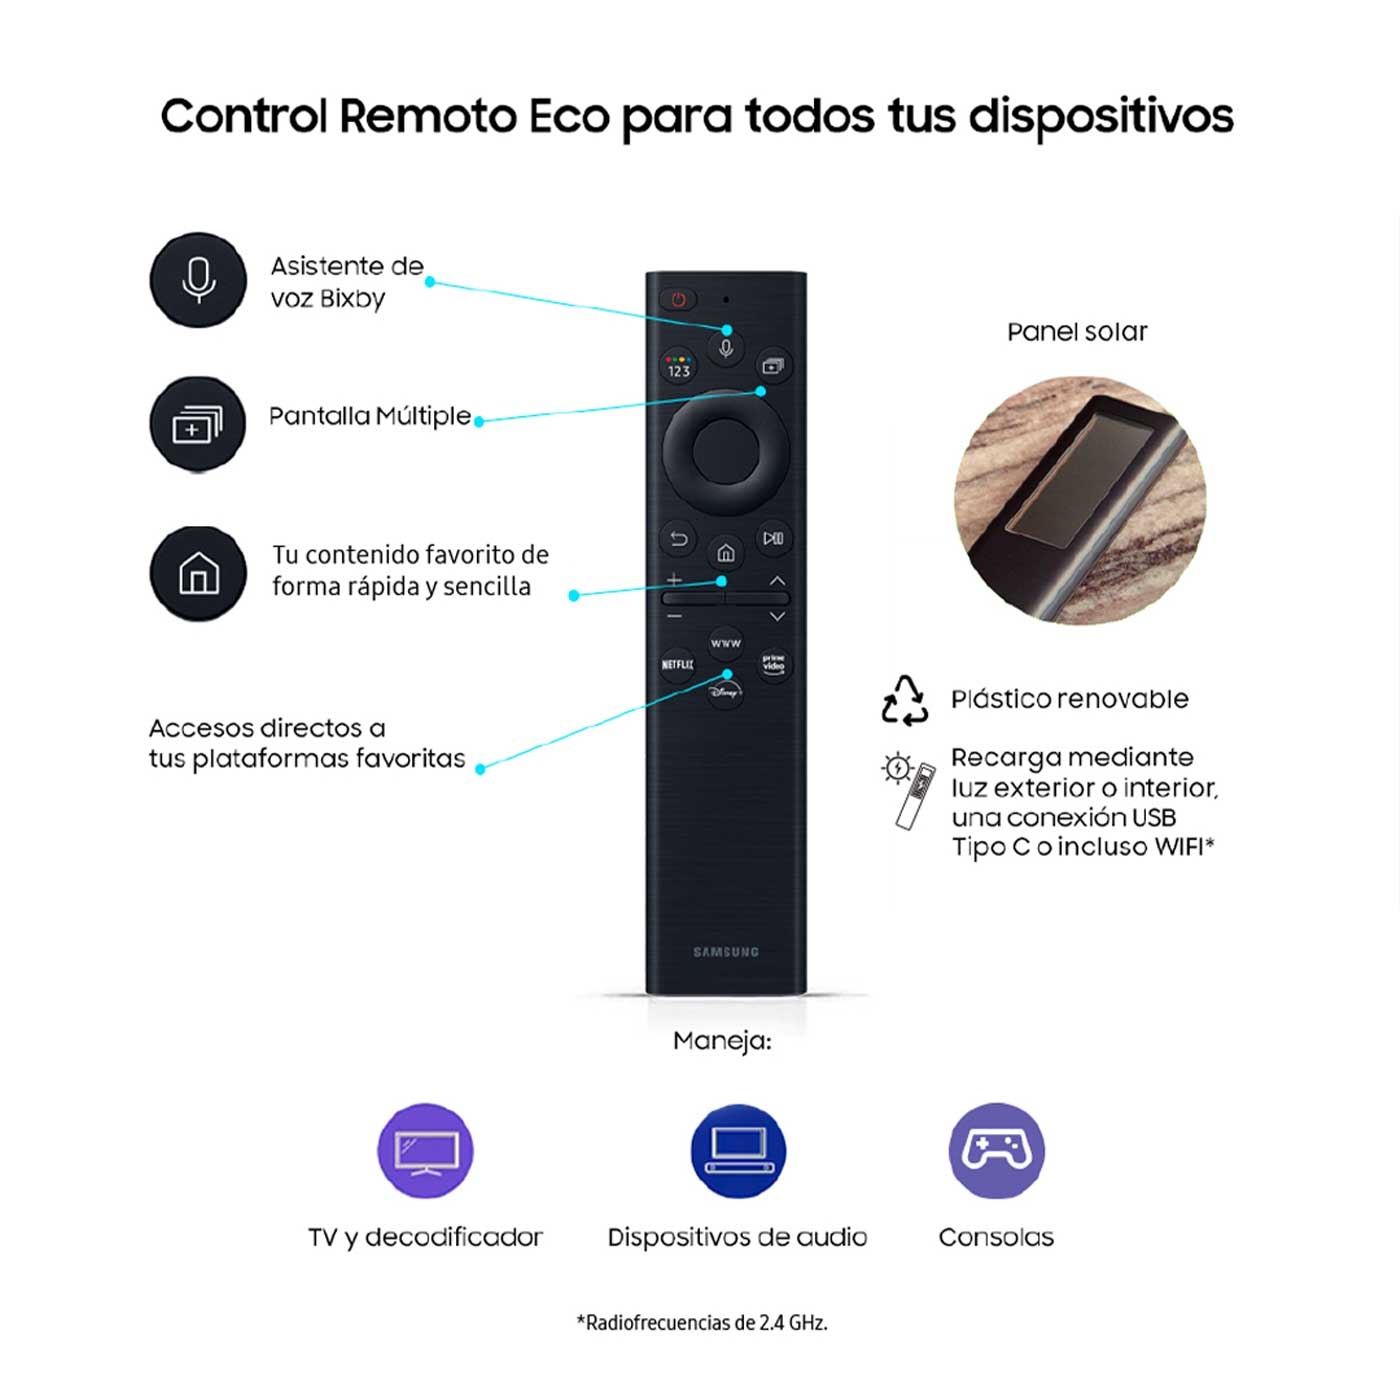 Control Remoto Eco para todos tus dispositivos
Asistente de
voz Bixby
Pantalla Múltiple
Tu contenido favorito de
forma rápida y sencilla
Accesos directos a
tus plataformas favoritas
123
WWW
NETFLIX
prime
video
Disney+
SAMSUNG
Panel solar
Plástico renovable
Recarga mediante
luz exterior o interior,
una conexión USB
Tipo C o incluso WIFI*
Maneja:
TV y decodificador
Dispositivos de audio
Consolas
*Radiofrecuencias de 2.4 GHz.